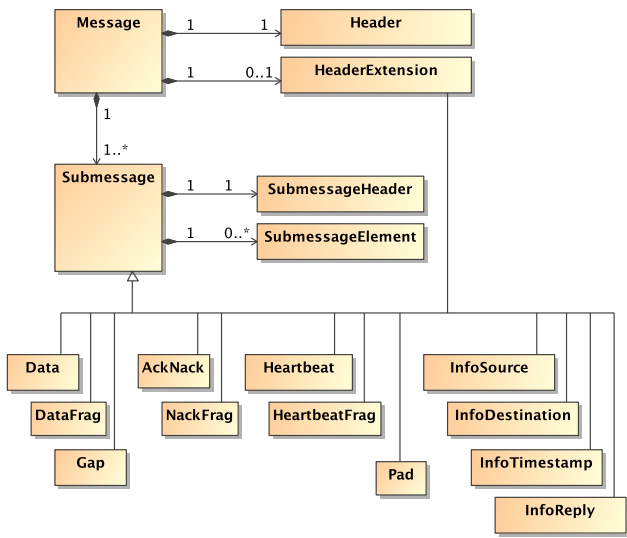 Message
1
1
Header
1
0..1
HeaderExtension
1
1..*
Submessage
1
1
SubmessageHeader
1
0..*
SubmessageElement
Data
AckNack
Heartbeat
InfoSource
DataFrag
NackFrag
HeartbeatFrag
InfoDestination
Gap
Pad
InfoTimestamp
InfoReply